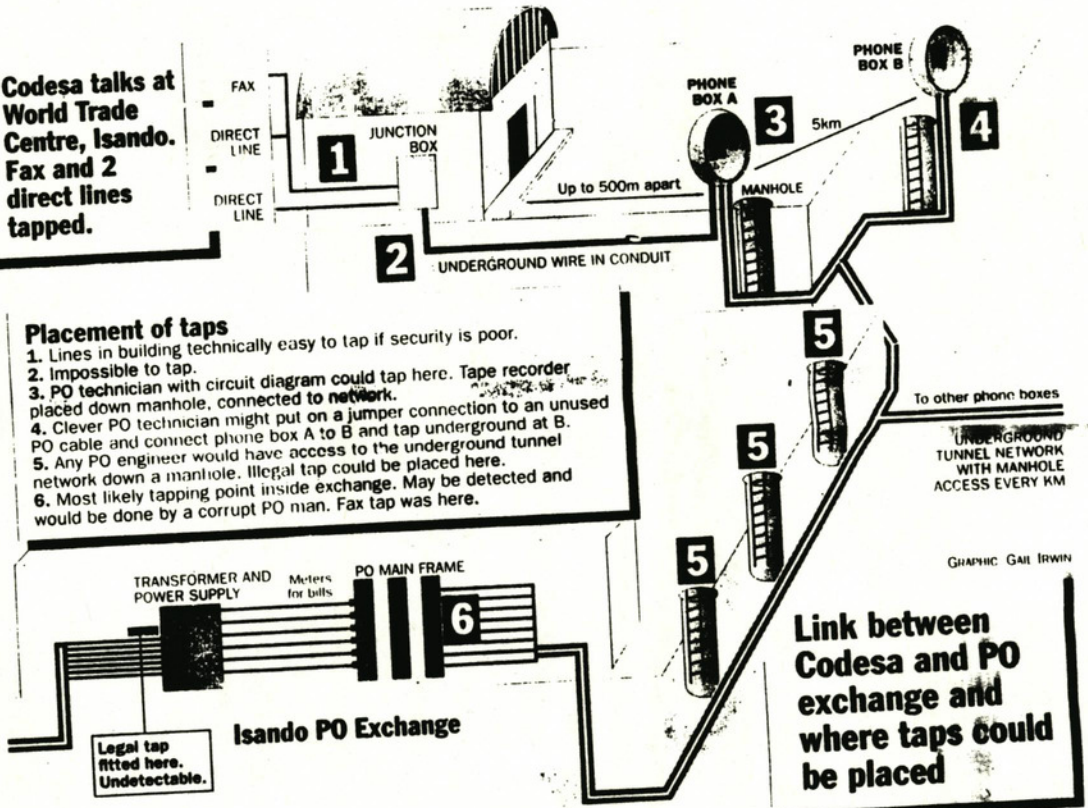 Codesa talks at
World Trade
Centre, Isando.
Fax and 2
direct lines
tapped.
FAX
DIRECT
LINE
DIRECT
LINE
1
JUNCTION
BOX
2
UNDERGROUND WIRE IN CONDUIT
Up to 500m apart
PHONE
BOX A
3
MANHOLE
5km
PHONE
BOX B
4
Placement of taps
1. Lines in building technically easy to tap if security is poor.
2. Impossible to tap.
3. PO technician with circuit diagram could tap here. Tape recorder
placed down manhole, connected to network.
4. Clever PO technician might put on a jumper connection to an unused
PO cable and connect phone box A to B and tap underground at B.
5. Any PO engineer would have access to the underground tunnel
network down a manhole. Illegal tap could be placed here.
6. Most likely tapping point inside exchange. May be detected and
would be done by a corrupt PO man. Fax tap was here.
5
5
5
To other phone boxes
UNDERGROUND
TUNNEL NETWORK
WITH MANHOLE
ACCESS EVERY KM
GRAPHIC GAIL IRWIN
TRANSFORMER AND
POWER SUPPLY
Meters
for bills
PO MAIN FRAME
6
Legal tap
fitted here.
Undetectable.
Isando PO Exchange
Link between
Codesa and PO
exchange and
where taps could
be placed